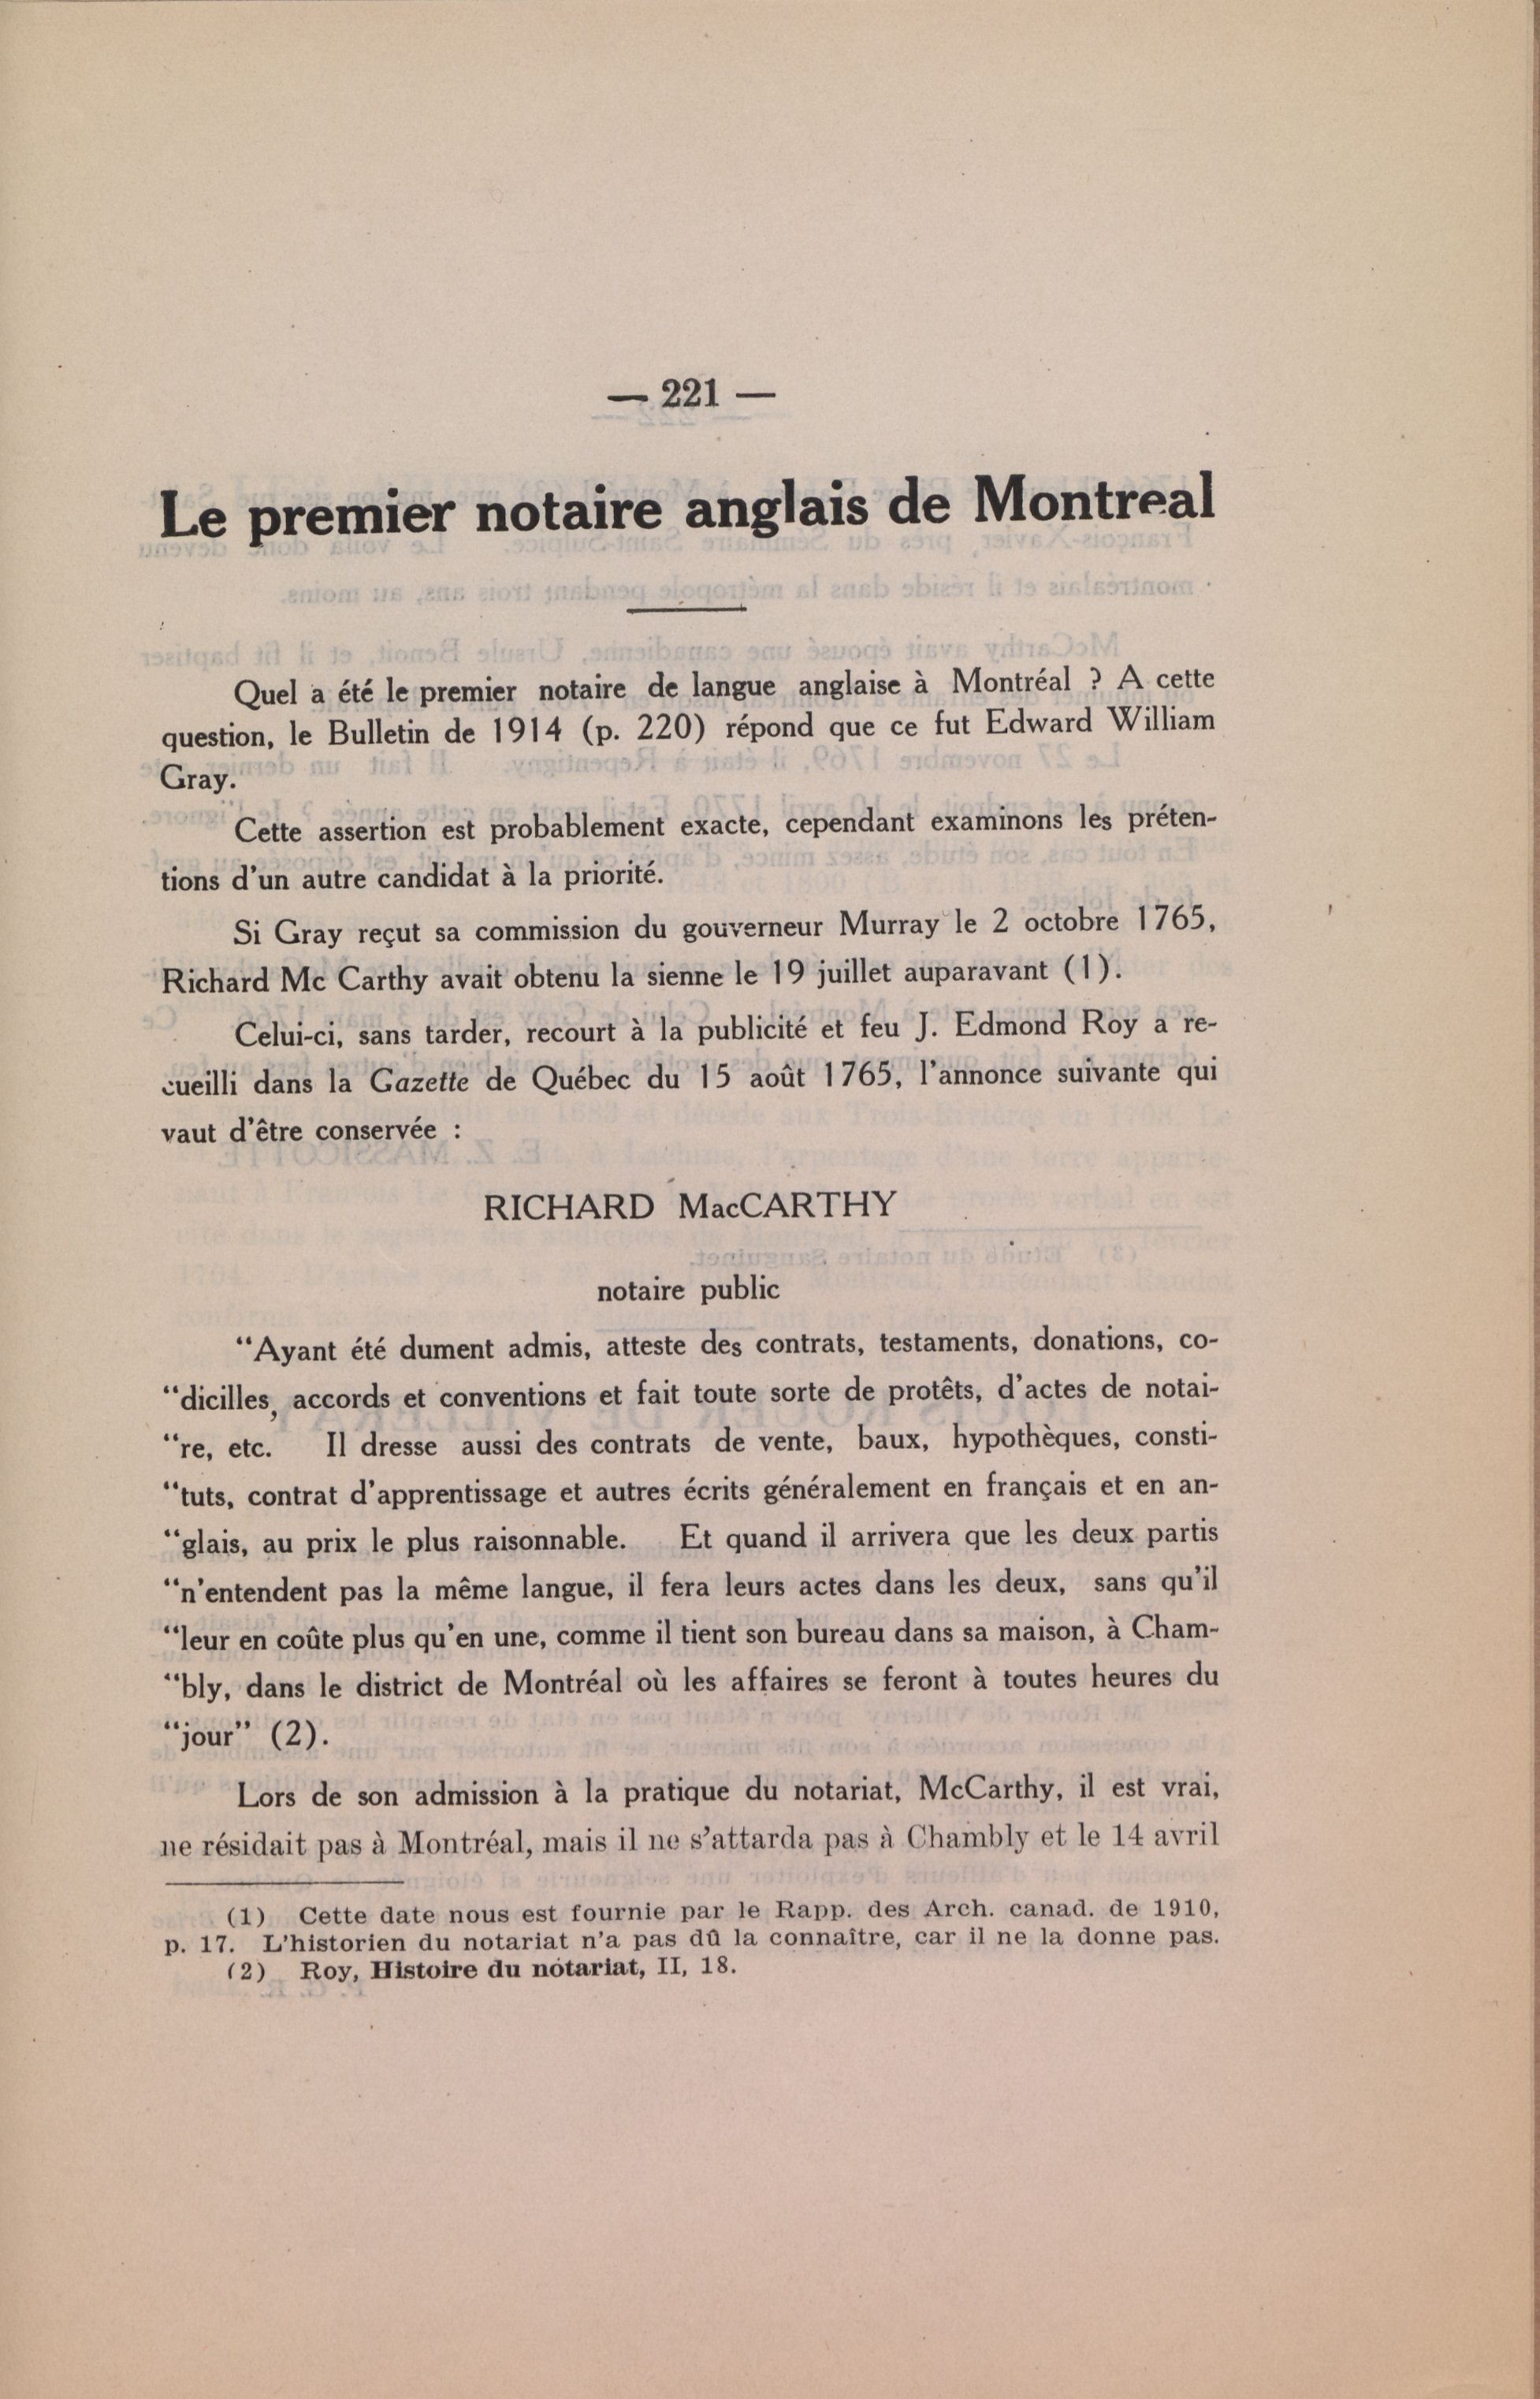 — 221 —
Le premier notaire anglais de Montreal
Quel a été le premier notaire de langue anglaise à Montréal ? A cette
question, le Bulletin de 1914 (p. 220) répond que ce fut Edward William
Gray.
Cette assertion est probablement exacte, cependant examinons les préten-
tions d'un autre candidat à la priorité.
Si Gray reçut sa commission du gouverneur Murray le 2 octobre 1765,
Richard Mc Carthy avait obtenu la sienne le 19 juillet auparavant (1).
Celui-ci, sans tarder, recourt à la publicité et feu J. Edmond Roy a re-
cueilli dans la Gazette de Québec du 15 août 1765, l'annonce suivante qui
vaut d'être conservée :
RICHARD MacCARTHY
notaire public
"Ayant été dument admis, atteste des contrats, testaments, donations, co-
"dicilles, accords et conventions et fait toute sorte de protêts, d'actes de notai-
"re, etc. Il dresse aussi des contrats de vente, baux, hypothèques, consti-
"tuts, contrat d'apprentissage et autres écrits généralement en français et en an-
"glais, au prix le plus raisonnable. Et quand il arrivera que les deux partis
"n'entendent pas la même langue, il fera leurs actes dans les deux, sans qu'il
"leur en coûte plus qu'en une, comme il tient son bureau dans sa maison, à Cham-
"bly, dans le district de Montréal où les affaires se feront à toutes heures du
"jour" (2).
Lors de son admission à la pratique du notariat, McCarthy, il est vrai,
ne résidait pas à Montréal, mais il ne s'attarda pas à Chambly et le 14 avril
(1) Cette date nous est fournie par le Rapp. des Arch. canad. de 1910,
p. 17. L'historien du notariat n'a pas dû la connaître, car il ne la donne pas.
(2) Roy, Histoire du notariat, II, 18.